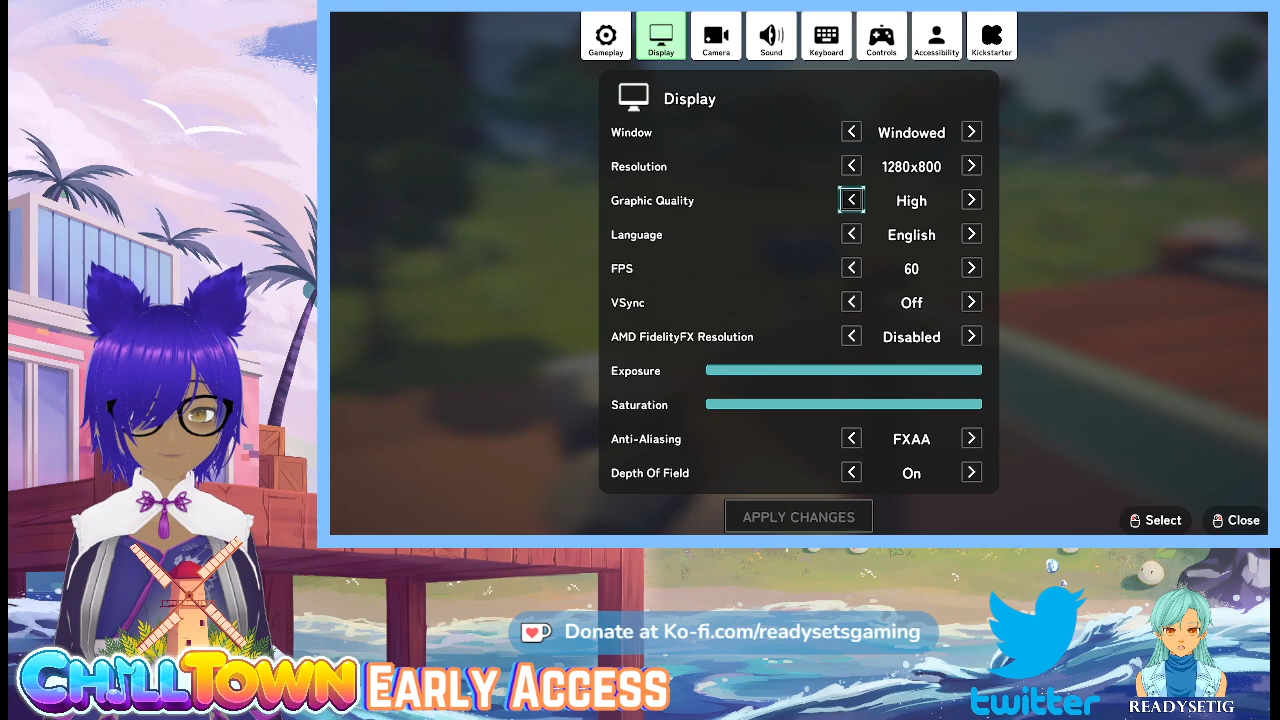 Gameplay
Display
Camera
Sound
Keyboard
Controls
Accessibility
Kickstarter
Display
Window
Windowed
Resolution
1280x800
Graphic Quality
High
Language
English
FPS
60
VSync
Off
AMD FidelityFX Resolution
Disabled
Exposure
Saturation
Anti-Aliasing
FXAA
Depth Of Field
On
APPLY CHANGES
Select
Close
Donate at Ko-fi.com/readysetsgaming
CHILLTOWN
EARLY ACCESS
twitter
READYSETIG